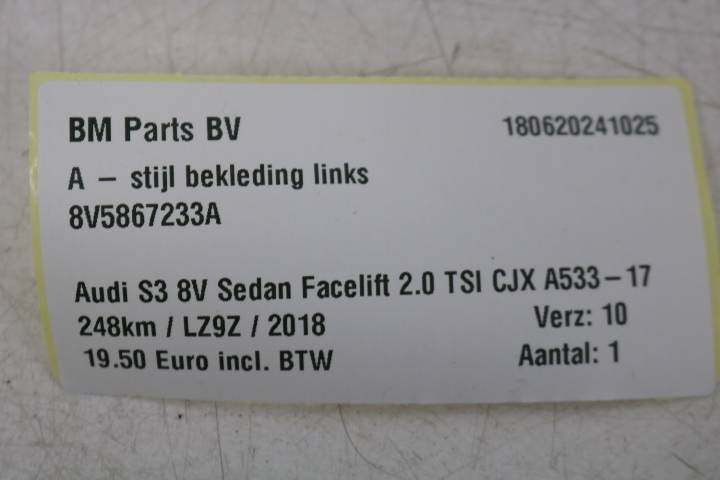 BM Parts BV 180620241025
A – stijl bekleding links
8V5867233A
Audi S3 8V Sedan Facelift 2.0 TSI CJX A533–17
248km / LZ9Z / 2018 Verz: 10
19.50 Euro incl. BTW Aantal: 1